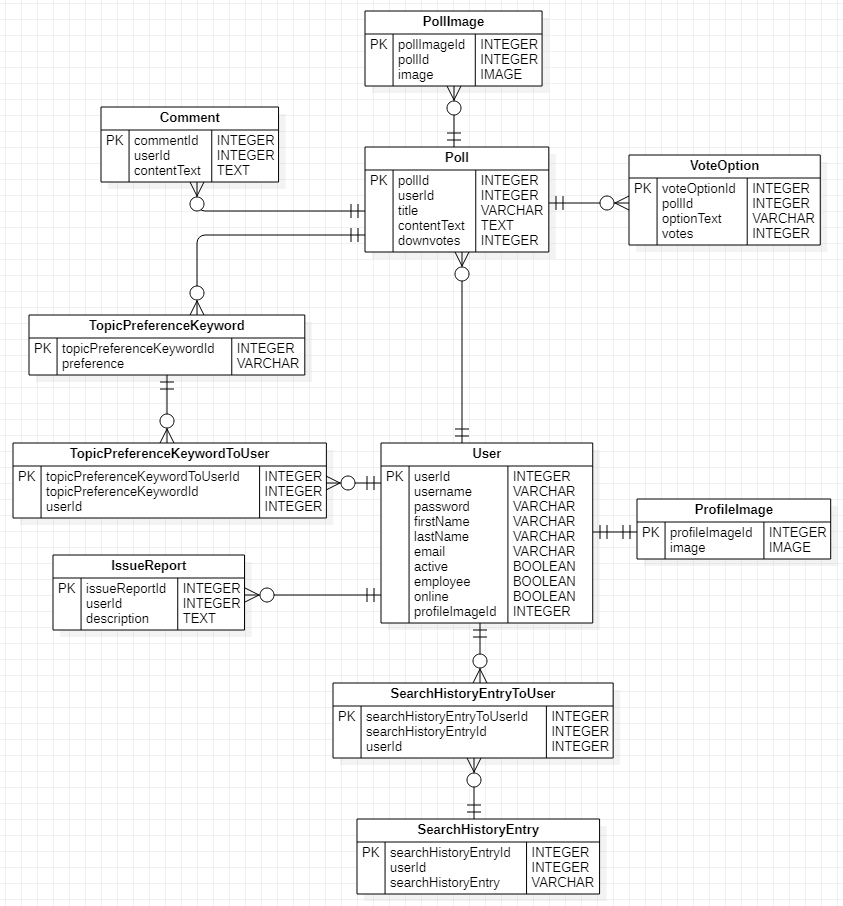 PollImage
PK pollImageId INTEGER
pollId INTEGER
image IMAGE
Comment
PK commentId INTEGER
userId INTEGER
contentText TEXT
Poll
PK pollId INTEGER
userId INTEGER
title VARCHAR
contentText TEXT
downvotes INTEGER
VoteOption
PK voteOptionId INTEGER
pollId INTEGER
optionText VARCHAR
votes INTEGER
TopicPreferenceKeyword
PK topicPreferenceKeywordId INTEGER
preference VARCHAR
TopicPreferenceKeywordToUser
PK topicPreferenceKeywordToUserId INTEGER
topicPreferenceKeywordId INTEGER
userId INTEGER
User
PK userId INTEGER
username VARCHAR
password VARCHAR
firstName VARCHAR
lastName VARCHAR
email VARCHAR
active BOOLEAN
employee BOOLEAN
online BOOLEAN
profileImageId INTEGER
ProfileImage
PK profileImageId INTEGER
image IMAGE
IssueReport
PK issueReportId INTEGER
userId INTEGER
description TEXT
SearchHistoryEntryToUser
PK searchHistoryEntryToUserId INTEGER
searchHistoryEntryId INTEGER
userId INTEGER
SearchHistoryEntry
PK searchHistoryEntryId INTEGER
userId INTEGER
searchHistoryEntry VARCHAR